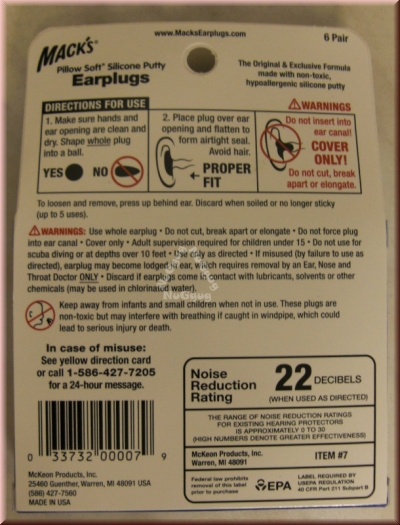 www.MacksEarplugs.com
6 Pair
MACK'S
Pillow Soft® Silicone Putty
Earplugs
The Original & Exclusive Formula
made with non-toxic,
hypoallergenic silicone putty
DIRECTIONS FOR USE
1. Make sure hands and
ear opening are clean and
dry. Shape whole plug
into a ball.
YES NO
2. Place plug over ear
opening and flatten to
form airtight seal.
Avoid hair.
PROPER
FIT
⚠WARNINGS
Do not insert into
ear canal!
COVER
ONLY!
Do not cut, break
apart or elongate.
To loosen and remove, press up behind ear. Discard when soiled or no longer sticky
(up to 5 uses).
⚠WARNINGS: Use whole earplug • Do not cut, break apart or elongate • Do not force plug
into ear canal • Cover only • Adult supervision required for children under 15 • Do not use for
scuba diving or at depths over 10 feet • Use only as directed • If misused (by failure to use as
directed), earplug may become lodged in ear, which requires removal by an Ear, Nose and
Throat Doctor ONLY • Discard if earplugs come in contact with lubricants, solvents or other
chemicals (may be used in chlorinated water).
Keep away from infants and small children when not in use. These plugs are
non-toxic but may interfere with breathing if caught in windpipe, which could
lead to serious injury or death.
NuGgua
In case of misuse:
See yellow direction card
or call 1-586-427-7205
for a 24-hour message.
0 33732 00007 9
McKeon Products, Inc.
25460 Guenther, Warren, MI 48091
(586) 427-7560
MADE IN USA
Noise
Reduction
Rating
22 DECIBELS
(WHEN USED AS DIRECTED)
THE RANGE OF NOISE REDUCTION RATINGS
FOR EXISTING HEARING PROTECTORS
IS APPROXIMATELY 0 TO 30
(HIGH NUMBERS DENOTE GREATER EFFECTIVENESS)
McKeon Products, Inc.
Warren, MI 48091
ITEM #7
Federal law prohibits
removal of this label
prior to purchase
EPA
LABEL REQUIRED BY
USEPA REGULATION
40 CFR Part 211 Subpart B